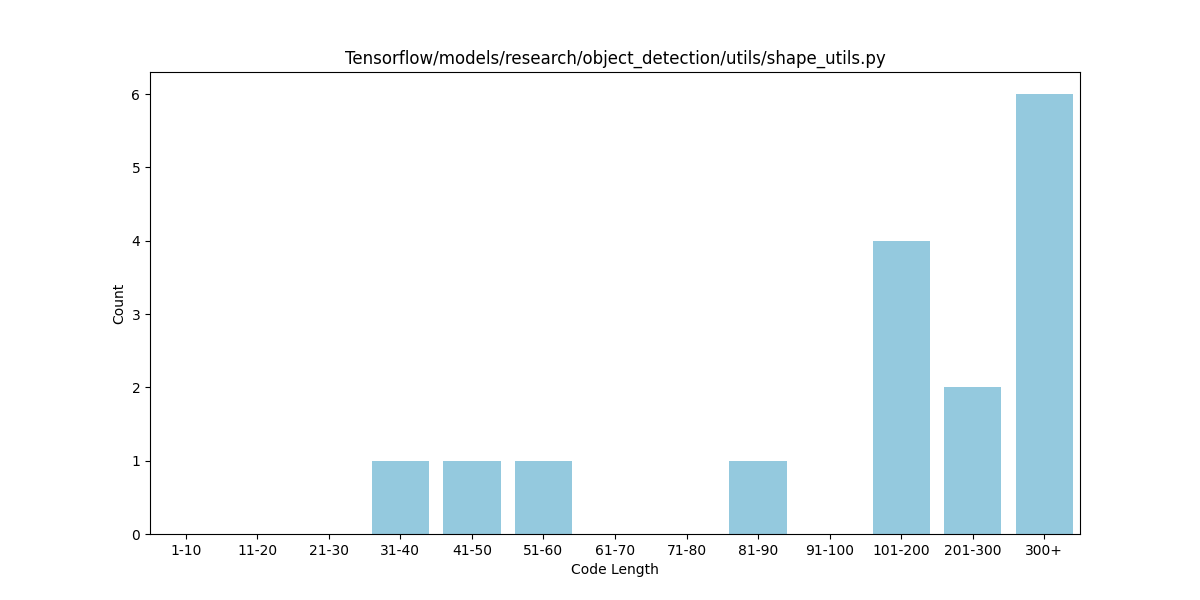 Tensorflow/models/research/object_detection/utils/shape_utils.py
6
5
4
3
2
1
0
Count
1-10 11-20 21-30 31-40 41-50 51-60 61-70 71-80 81-90 91-100 101-200 201-300 300+
Code Length